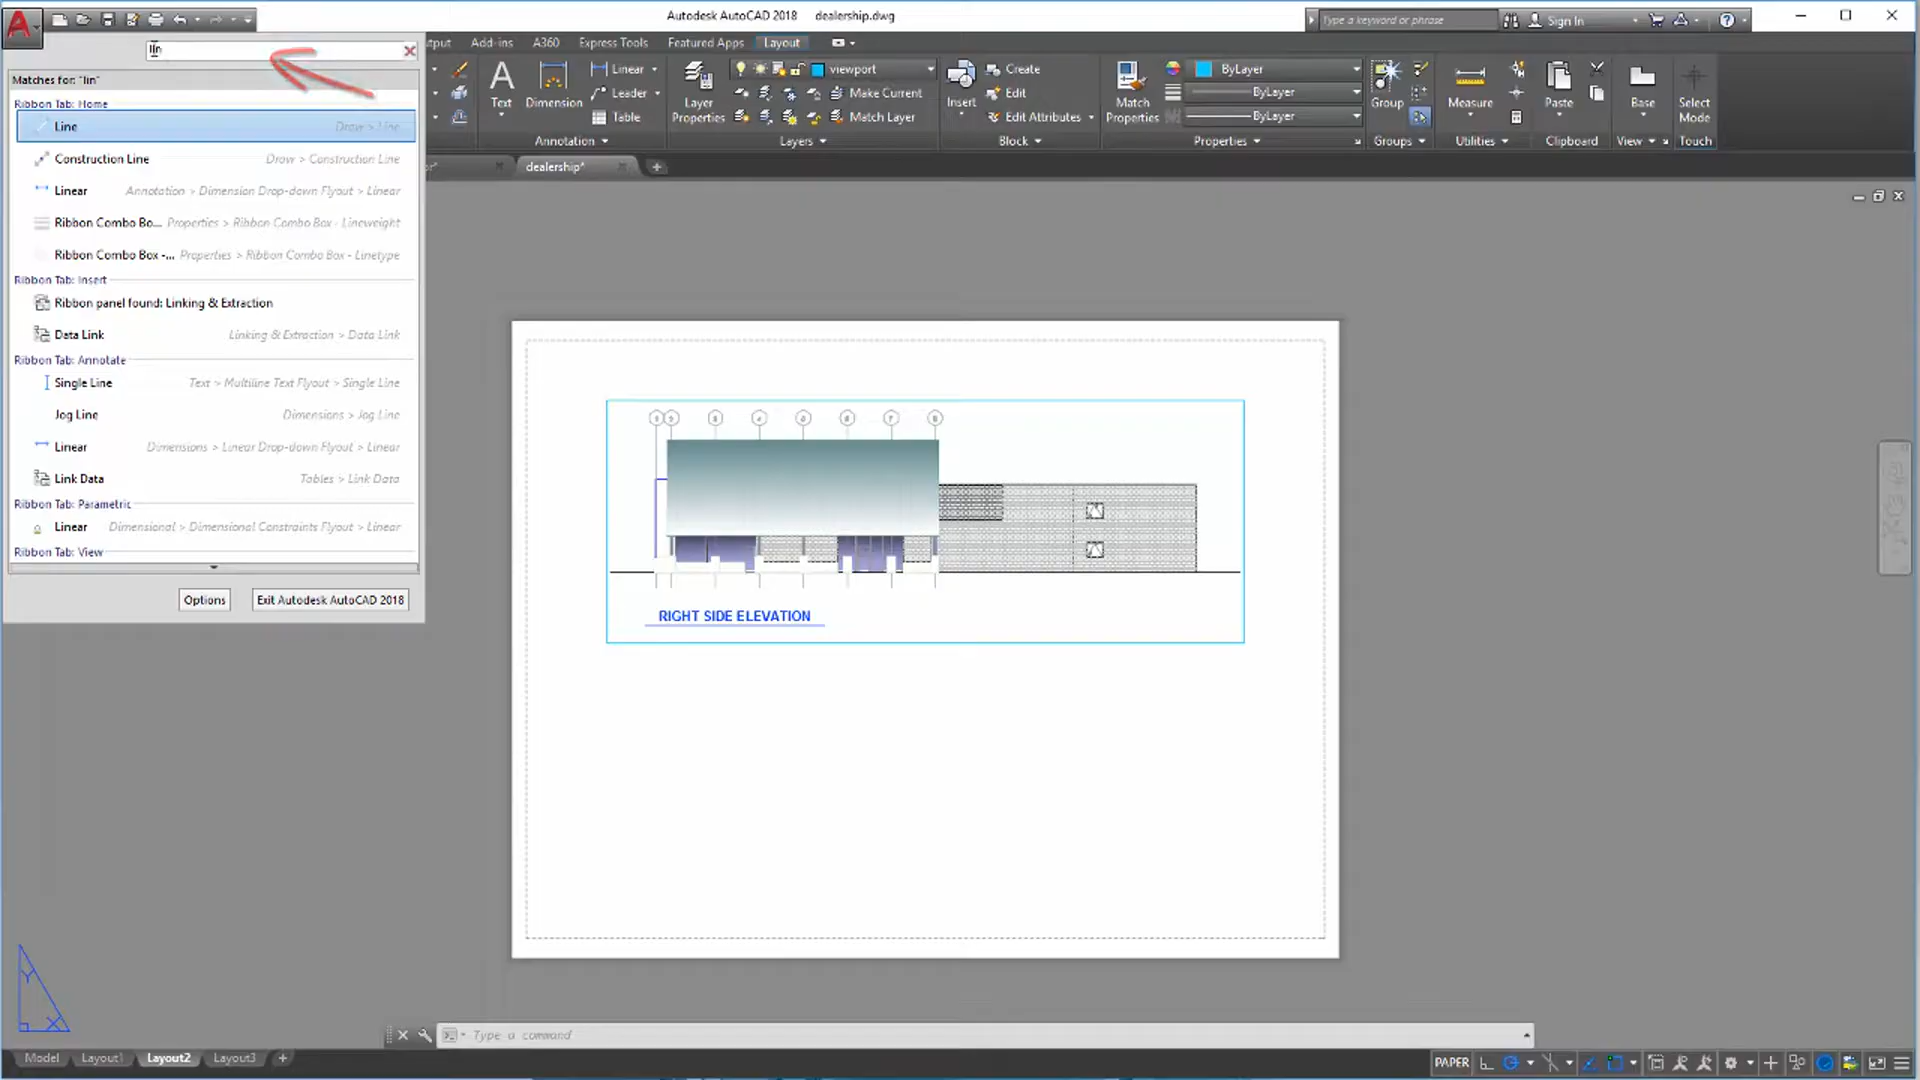 Autodesk AutoCAD 2018 dealership.dwg
Type a keyword or phrase
Sign In
lin
Add-ins A360 Express Tools Featured Apps Layout
Matches for: "lin"
Ribbon Tab: Home
Line Draw > Line
Construction Line Draw > Construction Line
Linear Annotation > Dimension Drop-down Flyout > Linear
Ribbon Combo Bo... Properties > Ribbon Combo Box - Lineweight
Ribbon Combo Box -... Properties > Ribbon Combo Box - Linetype
Ribbon Tab: Insert
Ribbon panel found: Linking & Extraction
Data Link Linking & Extraction > Data Link
Ribbon Tab: Annotate
Single Line Text > Multiline Text Flyout > Single Line
Jog Line Dimensions > Jog Line
Linear Dimensions > Linear Drop-down Flyout > Linear
Link Data Tables > Link Data
Ribbon Tab: Parametric
Linear Dimensional > Dimensional Constraints Flyout > Linear
Ribbon Tab: View
Options Exit Autodesk AutoCAD 2018
Text
Dimension
Linear
Leader
Table
Annotation
Layer
Properties
viewport
Make Current
Match Layer
Layers
Insert
Create
Edit
Edit Attributes
Block
Match
Properties
ByLayer
ByLayer
ByLayer
Properties
Group
Groups
Measure
Utilities
Paste
Clipboard
Base
View
Select
Mode
Touch
dealership*
RIGHT SIDE ELEVATION
Y
X
Type a command
Model Layout1 Layout2 Layout3
PAPER